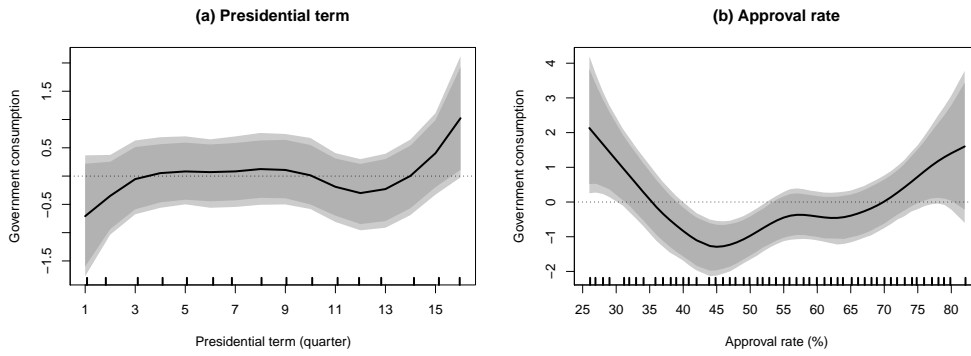 (a) Presidential term
Government consumption
1.5
0.5
−0.5
−1.5
1 3 5 7 9 11 13 15
Presidential term (quarter)
(b) Approval rate
Government consumption
4
3
2
1
0
−1
−2
25 35 45 55 65 75 30 40 50 60 70 80
Approval rate (%)